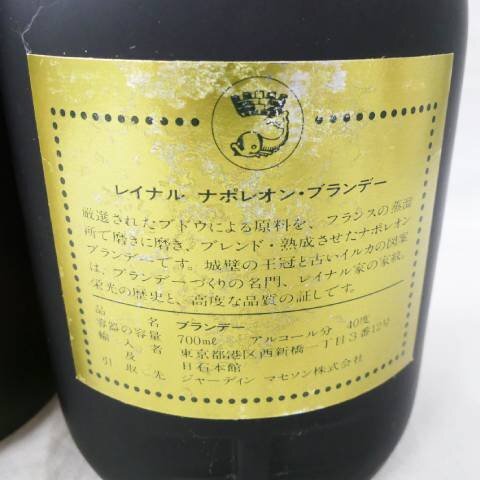 レイナル ナポレオン・ブランデー
厳選されたブドウによる原料を、フランスの蒸溜
所で磨きに磨き、ブレンド・熟成させたナポレオン
ブランデーです。城壁の王冠と古いイルカの図案
は、ブランデーづくりの名門、レイナル家の家紋。
栄光の歴史と、高度な品質の証しです。
品名 ブランデー
容器の容量 700ml アルコール分 40度
輸入者 東京都港区西新橋一丁目3番12号
及 日石本館
引取先 ジャーディン マセソン株式会社